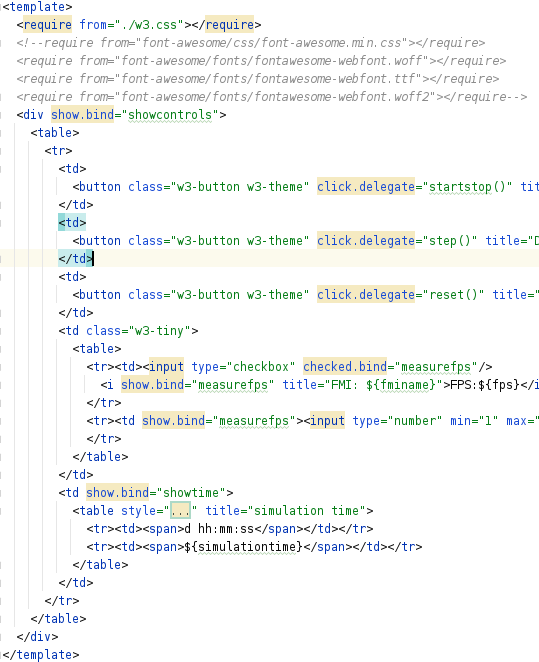 <template>
<require from="./w3.css"></require>
<!--require from="font-awesome/css/font-awesome.min.css"></require>
<require from="font-awesome/fonts/fontawesome-webfont.woff"></require>
<require from="font-awesome/fonts/fontawesome-webfont.ttf"></require>
<require from="font-awesome/fonts/fontawesome-webfont.woff2"></require-->
<div show.bind="showcontrols">
<table>
<tr>
<td>
<button class="w3-button w3-theme" click.delegate="startstop()" tit
</td>
<td>
<button class="w3-button w3-theme" click.delegate="step()" title="D
</td>
<td>
<button class="w3-button w3-theme" click.delegate="reset()" title="
</td>
<td class="w3-tiny">
<table>
<tr><td><input type="checkbox" checked.bind="measurefps"/>
<i show.bind="measurefps" title="FMI: ${fminame}">FPS:${fps}</i
</tr>
<tr><td show.bind="measurefps"><input type="number" min="1" max="
</tr>
</table>
</td>
<td show.bind="showtime">
<table style="..." title="simulation time">
<tr><td><span>d hh:mm:ss</span></td></tr>
<tr><td><span>${simulationtime}</span></td></tr>
</table>
</td>
</tr>
</table>
</div>
</template>